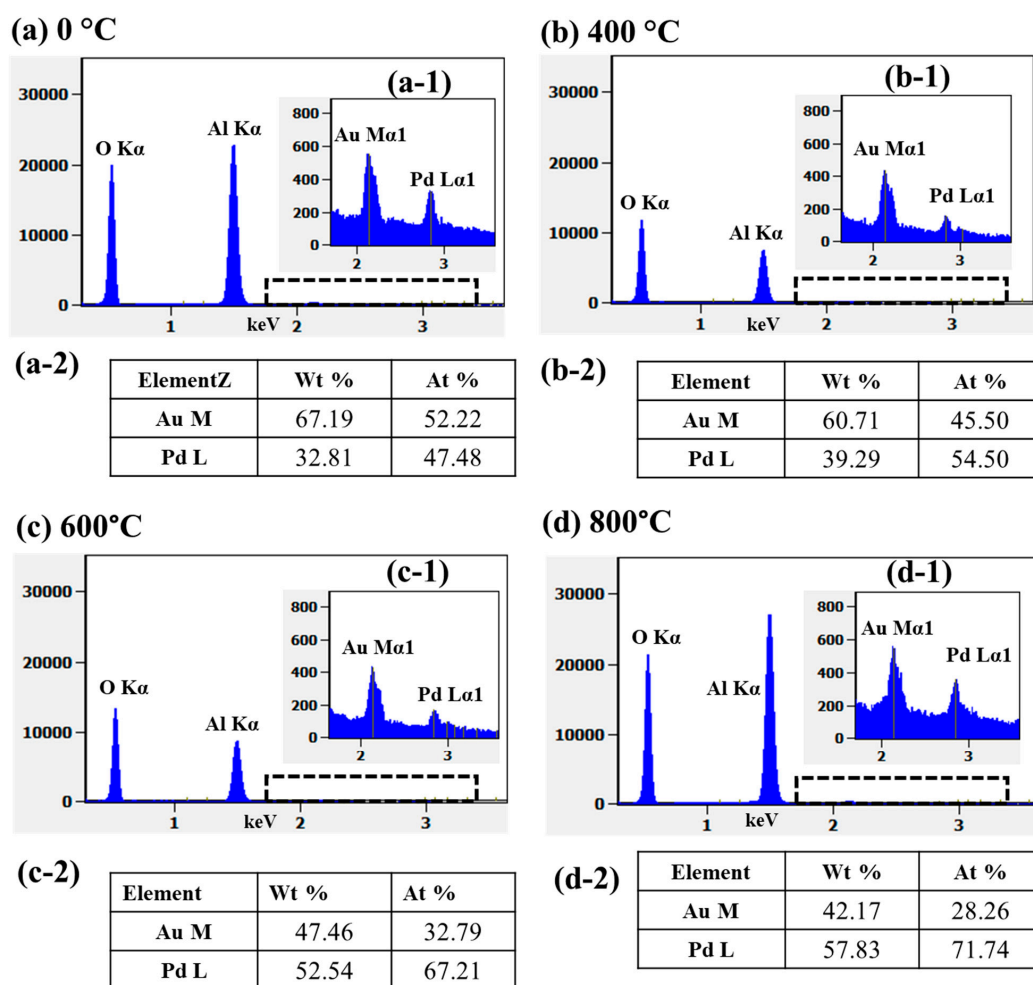 (a) 0 °C
(a-1)
30000
20000
10000
0
O Kα
Al Kα
800
600
400
200
0
Au Mα1
Pd Lα1
2 3
1 keV 2 3
(a-2)
ElementZ Wt % At %
Au M 67.19 52.22
Pd L 32.81 47.48
(b) 400 °C
(b-1)
30000
20000
10000
0
O Kα
Al Kα
800
600
400
200
0
Au Mα1
Pd Lα1
2 3
1 keV 2 3
(b-2)
Element Wt % At %
Au M 60.71 45.50
Pd L 39.29 54.50
(c) 600°C
(c-1)
30000
20000
10000
0
O Kα
Al Kα
800
600
400
200
0
Au Mα1
Pd Lα1
2 3
1 keV 2 3
(c-2)
Element Wt % At %
Au M 47.46 32.79
Pd L 52.54 67.21
(d) 800°C
(d-1)
30000
20000
10000
0
O Kα
Al Kα
800
600
400
200
0
Au Mα1
Pd Lα1
2 3
1 keV 2 3
(d-2)
Element Wt % At %
Au M 42.17 28.26
Pd L 57.83 71.74